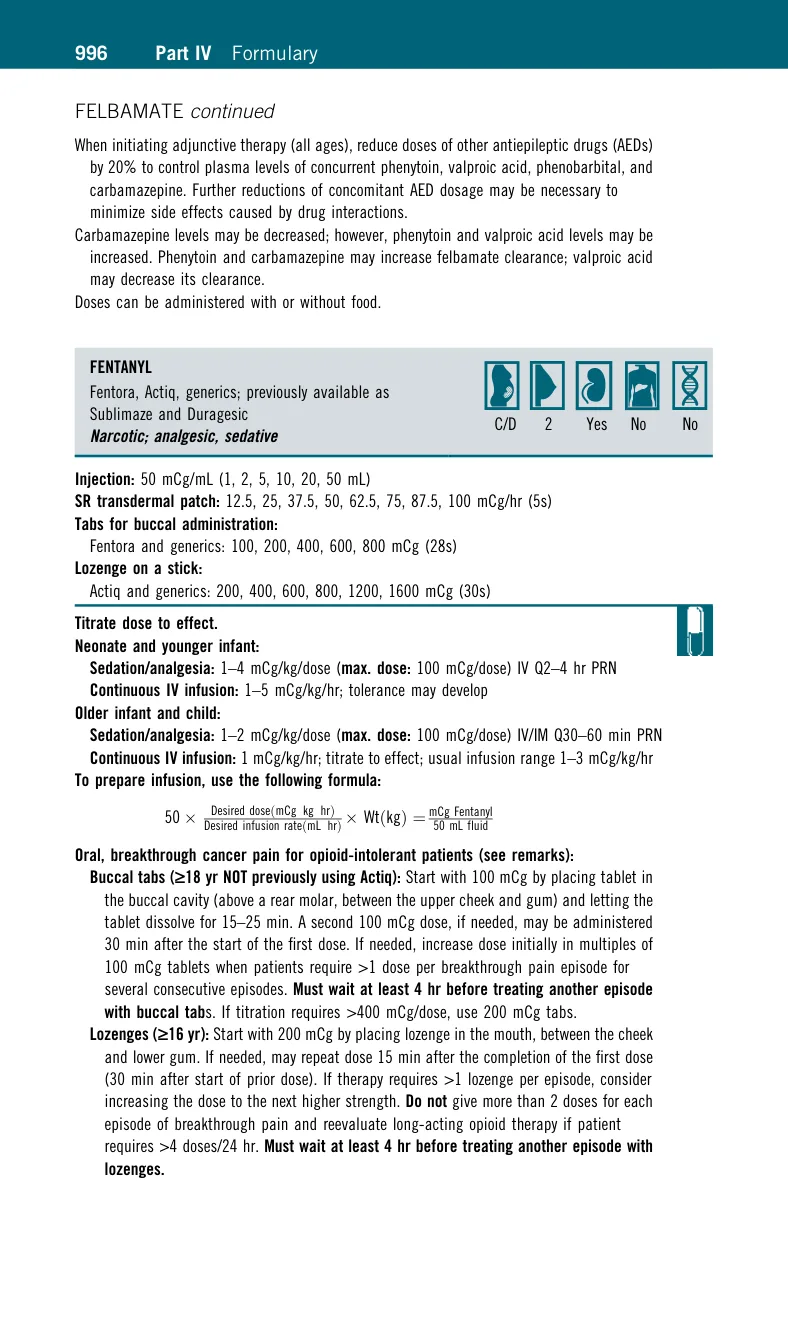 996 Part IV Formulary
FELBAMATE continued
When initiating adjunctive therapy (all ages), reduce doses of other antiepileptic drugs (AEDs)
by 20% to control plasma levels of concurrent phenytoin, valproic acid, phenobarbital, and
carbamazepine. Further reductions of concomitant AED dosage may be necessary to
minimize side effects caused by drug interactions.
Carbamazepine levels may be decreased; however, phenytoin and valproic acid levels may be
increased. Phenytoin and carbamazepine may increase felbamate clearance; valproic acid
may decrease its clearance.
Doses can be administered with or without food.
FENTANYL
Fentora, Actiq, generics; previously available as
Sublimaze and Duragesic
Narcotic; analgesic, sedative
C/D 2 Yes No No
Injection: 50 mCg/mL (1, 2, 5, 10, 20, 50 mL)
SR transdermal patch: 12.5, 25, 37.5, 50, 62.5, 75, 87.5, 100 mCg/hr (5s)
Tabs for buccal administration:
Fentora and generics: 100, 200, 400, 600, 800 mCg (28s)
Lozenge on a stick:
Actiq and generics: 200, 400, 600, 800, 1200, 1600 mCg (30s)
Titrate dose to effect.
Neonate and younger infant:
Sedation/analgesia: 1–4 mCg/kg/dose (max. dose: 100 mCg/dose) IV Q2–4 hr PRN
Continuous IV infusion: 1–5 mCg/kg/hr; tolerance may develop
Older infant and child:
Sedation/analgesia: 1–2 mCg/kg/dose (max. dose: 100 mCg/dose) IV/IM Q30–60 min PRN
Continuous IV infusion: 1 mCg/kg/hr; titrate to effect; usual infusion range 1–3 mCg/kg/hr
To prepare infusion, use the following formula:
50 × Desired dose(mCg kg hr) / Desired infusion rate(mL hr) × Wt(kg) = mCg Fentanyl / 50 mL fluid
Oral, breakthrough cancer pain for opioid-intolerant patients (see remarks):
Buccal tabs (≥18 yr NOT previously using Actiq): Start with 100 mCg by placing tablet in
the buccal cavity (above a rear molar, between the upper cheek and gum) and letting the
tablet dissolve for 15–25 min. A second 100 mCg dose, if needed, may be administered
30 min after the start of the first dose. If needed, increase dose initially in multiples of
100 mCg tablets when patients require >1 dose per breakthrough pain episode for
several consecutive episodes. Must wait at least 4 hr before treating another episode
with buccal tabs. If titration requires >400 mCg/dose, use 200 mCg tabs.
Lozenges (≥16 yr): Start with 200 mCg by placing lozenge in the mouth, between the cheek
and lower gum. If needed, may repeat dose 15 min after the completion of the first dose
(30 min after start of prior dose). If therapy requires >1 lozenge per episode, consider
increasing the dose to the next higher strength. Do not give more than 2 doses for each
episode of breakthrough pain and reevaluate long-acting opioid therapy if patient
requires >4 doses/24 hr. Must wait at least 4 hr before treating another episode with
lozenges.